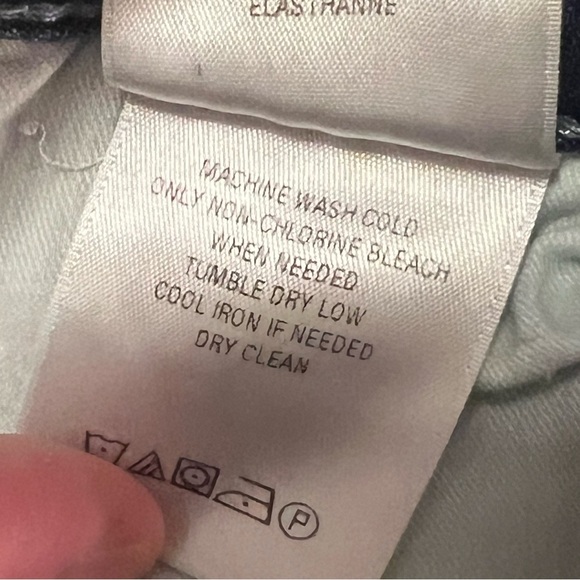 ELASTHANNE
MACHINE WASH COLD
ONLY NON-CHLORINE BLEACH
WHEN NEEDED
TUMBLE DRY LOW
COOL IRON IF NEEDED
DRY CLEAN
P